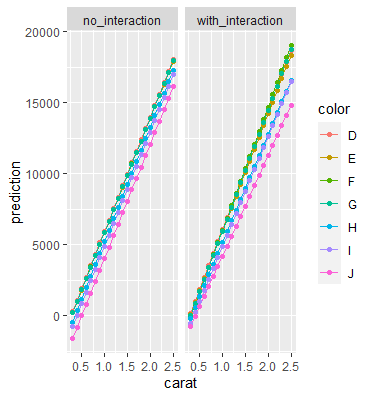 no_interaction with_interaction
prediction
20000
15000
10000
5000
0
0.5 1.0 1.5 2.0 2.5 0.5 1.0 1.5 2.0 2.5
carat
color
D
E
F
G
H
I
J